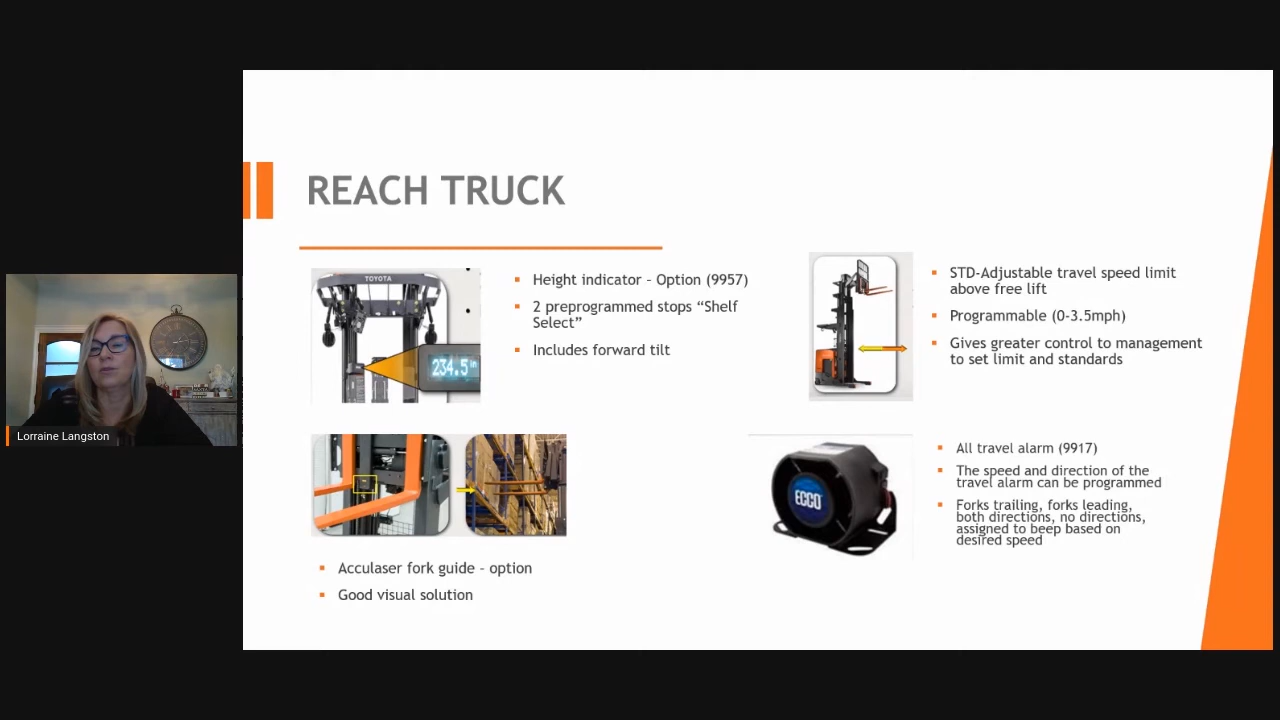 REACH TRUCK
TOYOTA
234.5 in
Height indicator – Option (9957)
2 preprogrammed stops “Shelf
Select”
Includes forward tilt
STD-Adjustable travel speed limit
above free lift
Programmable (0-3.5mph)
Gives greater control to management
to set limit and standards
Acculaser fork guide – option
Good visual solution
ECCO
All travel alarm (9917)
The speed and direction of the
travel alarm can be programmed
Forks trailing, forks leading,
both directions, no directions,
assigned to beep based on
desired speed
Lorraine Langston